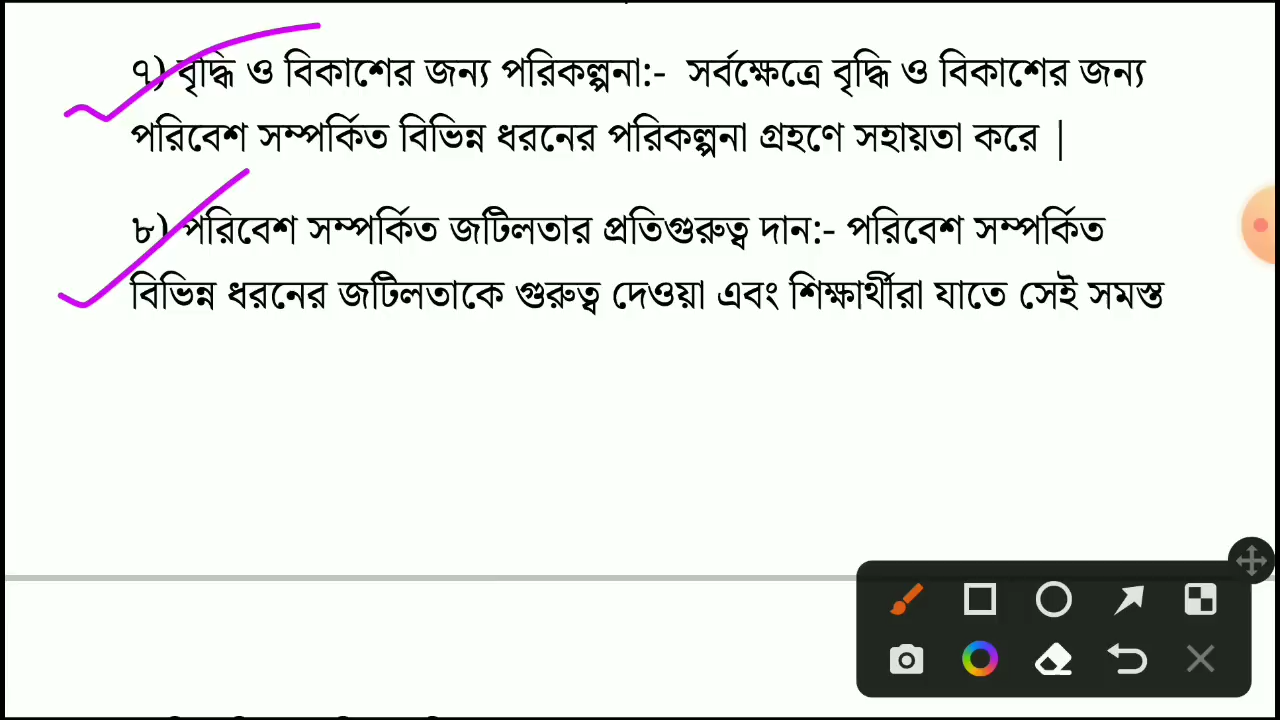 ৭) বৃদ্ধি ও বিকাশের জন্য পরিকল্পনা:- সর্বক্ষেত্রে বৃদ্ধি ও বিকাশের জন্য
পরিবেশ সম্পর্কিত বিভিন্ন ধরনের পরিকল্পনা গ্রহণে সহায়তা করে |
৮) পরিবেশ সম্পর্কিত জটিলতার প্রতিগুরুত্ব দান:- পরিবেশ সম্পর্কিত
বিভিন্ন ধরনের জটিলতাকে গুরুত্ব দেওয়া এবং শিক্ষার্থীরা যাতে সেই সমস্ত